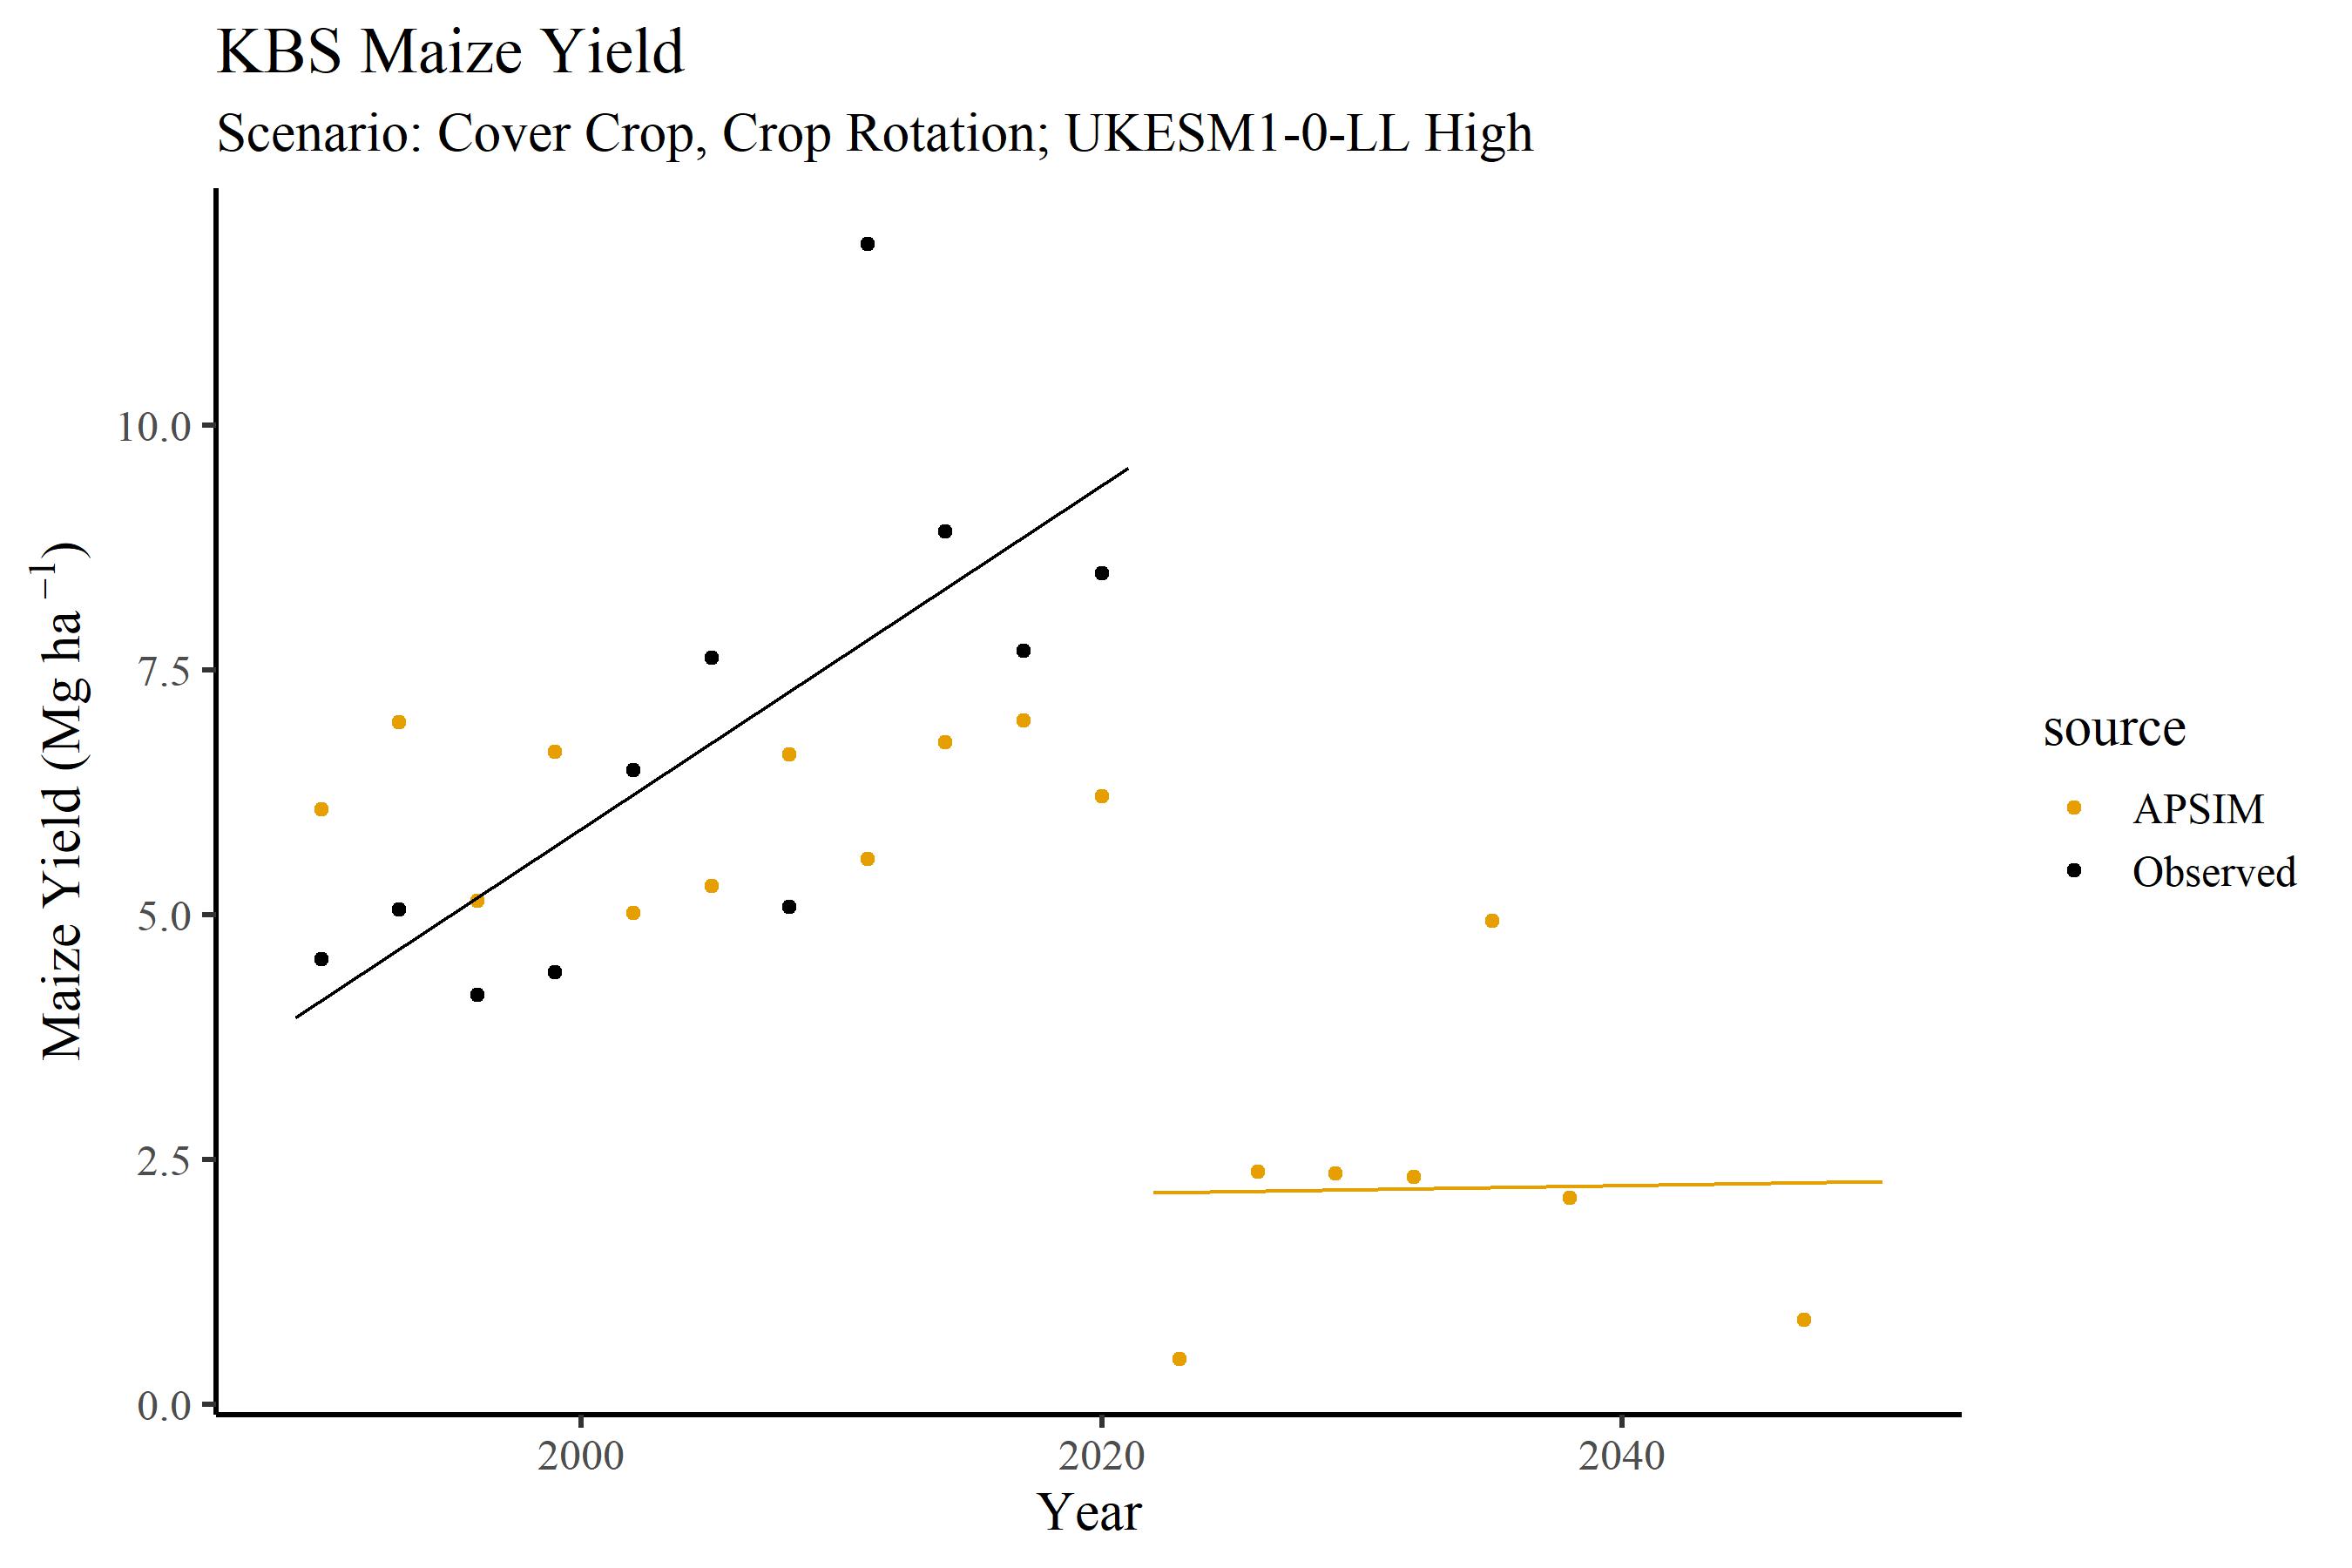 KBS Maize Yield
Scenario: Cover Crop, Crop Rotation; UKESM1-0-LL High
Maize Yield (Mg ha −1)
10.0
7.5
5.0
2.5
0.0
2000 2020 2040
Year
source
APSIM
Observed